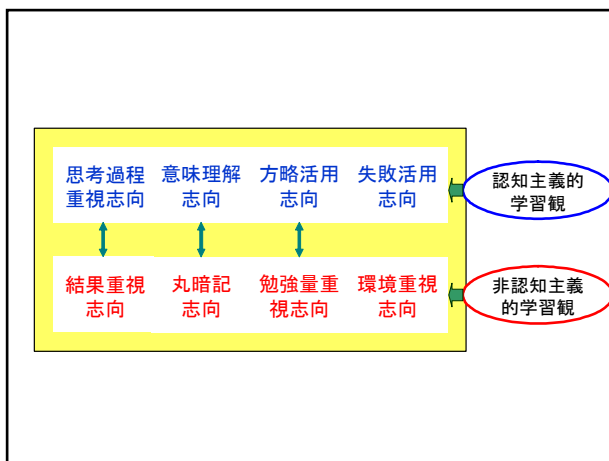 思考過程
重視志向
意味理解
志向
方略活用
志向
失敗活用
志向
認知主義的
学習観
結果重視
志向
丸暗記
志向
勉強量重
視志向
環境重視
志向
非認知主義
的学習観